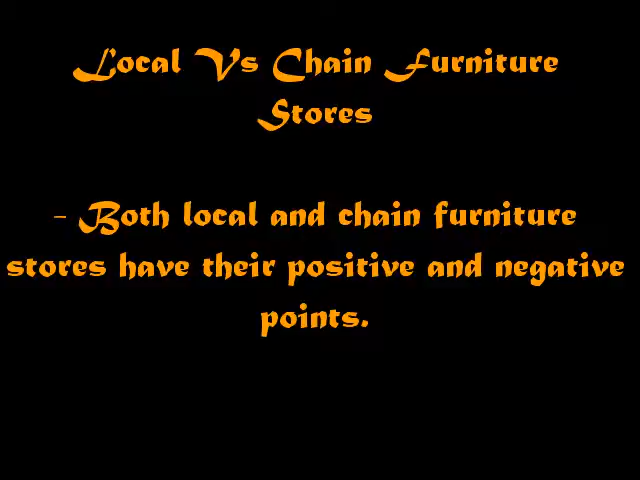 Local Vs Chain Furniture
Stores
- Both local and chain furniture
stores have their positive and negative
points.